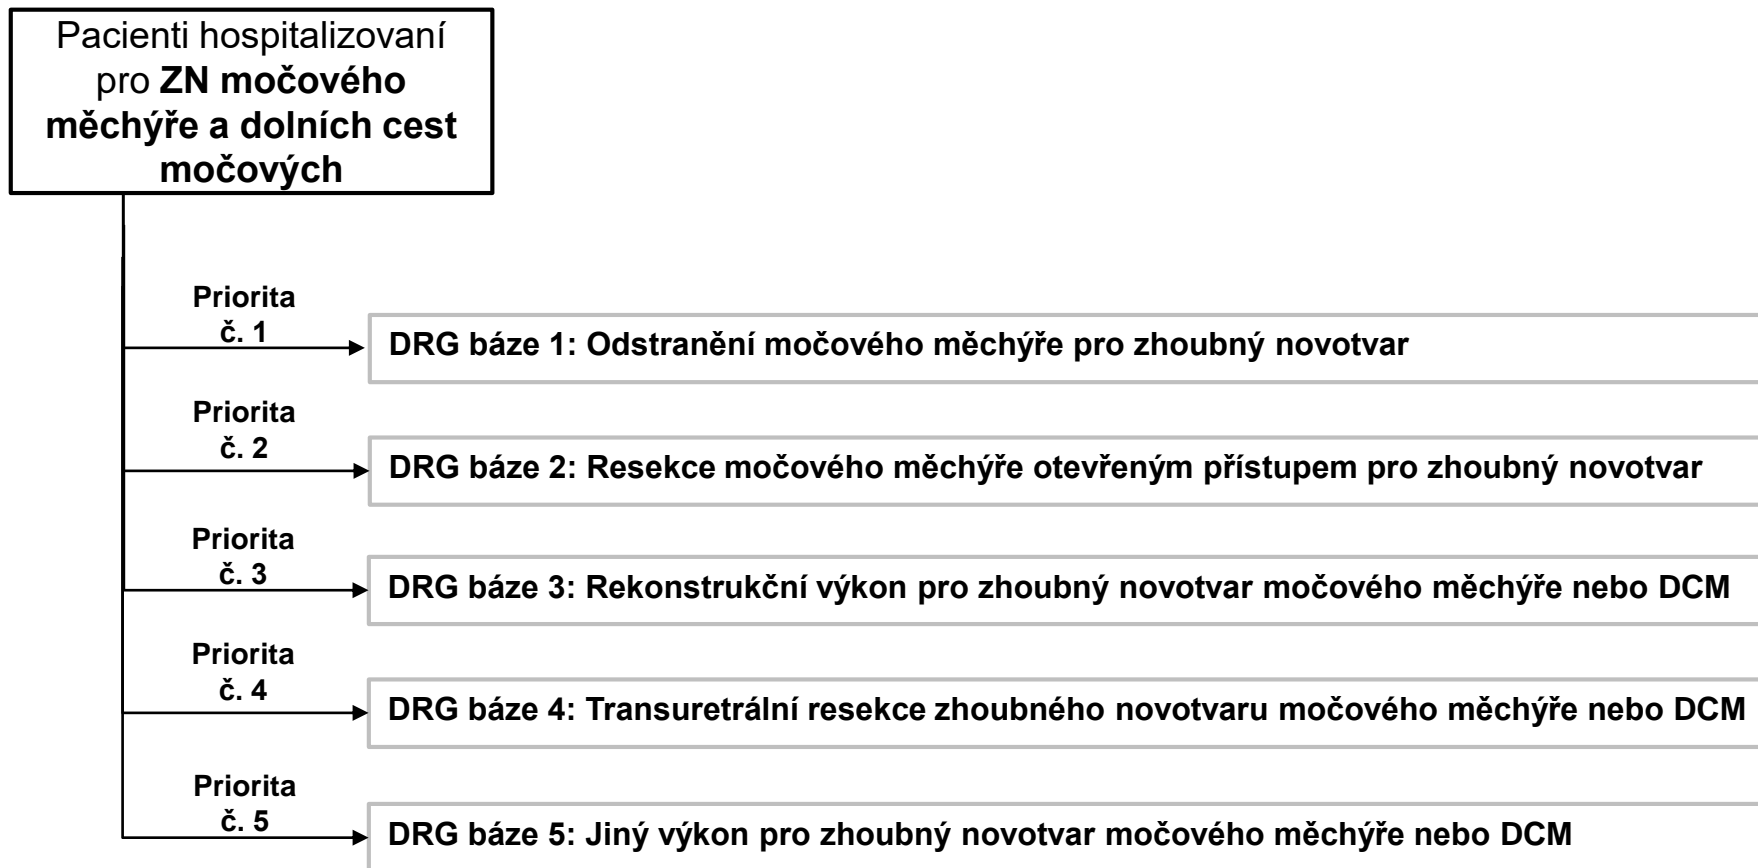 Pacienti hospitalizovaní
pro ZN močového
měchýře a dolních cest
močových
Priorita
č. 1
DRG báze 1: Odstranění močového měchýře pro zhoubný novotvar
Priorita
č. 2
DRG báze 2: Resekce močového měchýře otevřeným přístupem pro zhoubný novotvar
Priorita
č. 3
DRG báze 3: Rekonstrukční výkon pro zhoubný novotvar močového měchýře nebo DCM
Priorita
č. 4
DRG báze 4: Transuretrální resekce zhoubného novotvaru močového měchýře nebo DCM
Priorita
č. 5
DRG báze 5: Jiný výkon pro zhoubný novotvar močového měchýře nebo DCM